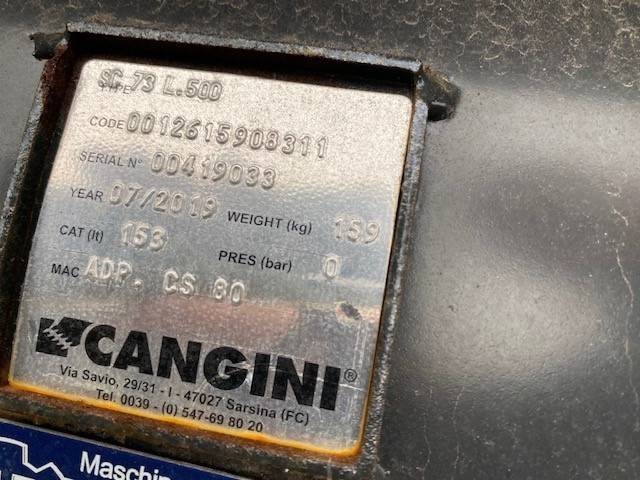 SC 73 L.500
TYPE
CODE 0012615908311
SERIAL N° 00419033
YEAR 07/2019 WEIGHT (kg) 159
CAT (lt) 153 PRES (bar) 0
MAC ADP. CS 80
CANGINI®
Via Savio, 29/31 - I - 47027 Sarsina (FC)
Tel. 0039 - (0) 547-69 80 20
Maschin